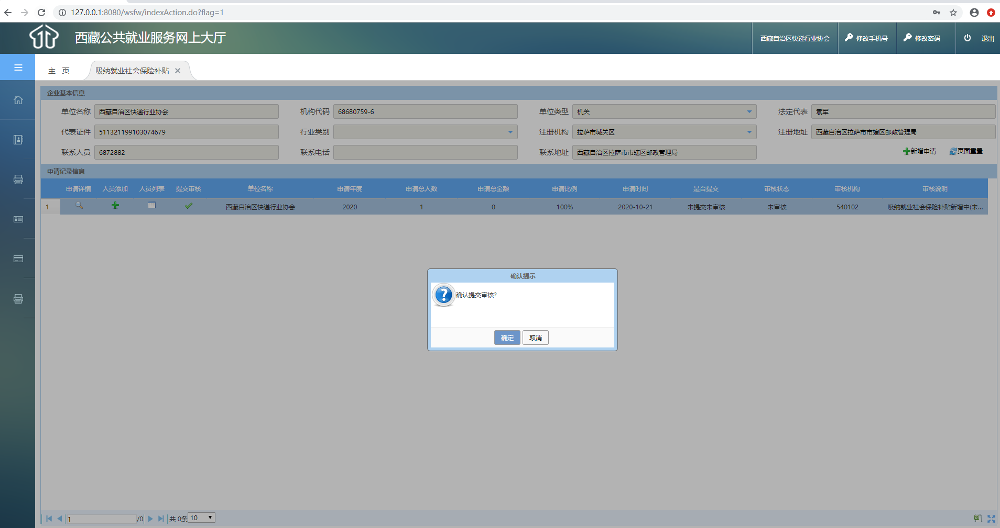 127.0.0.1:8080/wsfw/indexAction.do?flag=1
西藏公共就业服务网上大厅
西藏自治区快递行业协会 修改手机号 修改密码 退出
主 页 吸纳就业社会保险补贴
企业基本信息
单位名称 西藏自治区快递行业协会 机构代码 68680759-6 单位类型 机关 法定代表 袁军
代表证件 511321199103074679 行业类别 注册机构 拉萨市城关区 注册地址 西藏自治区拉萨市市辖区邮政管理局
联系人员 6872882 联系电话 联系地址 西藏自治区拉萨市市辖区邮政管理局 新增申请 页面重置
申请记录信息
申请详情 人员添加 人员列表 提交审核 单位名称 申请年度 申请总人数 申请总金额 申请比例 申请时间 是否提交 审核状态 审核机构 审核说明
1 西藏自治区快递行业协会 2020 1 0 100% 2020-10-21 未提交未审核 未审核 540102 吸纳就业社会保险补贴新增中(未...
确认提示
确认提交审核?
确定 取消
1 /0 共 0条 10